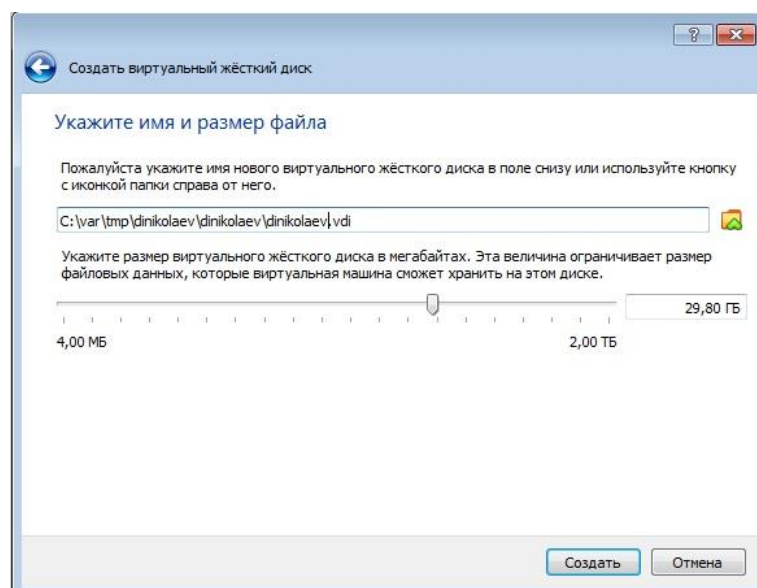 Создать виртуальный жёсткий диск
Укажите имя и размер файла
Пожалуйста укажите имя нового виртуального жёсткого диска в поле снизу или используйте кнопку
с иконкой папки справа от него.
C:\var\tmp\dinikolaev\dinikolaev\dinikolaev.vdi
Укажите размер виртуального жёсткого диска в мегабайтах. Эта величина ограничивает размер
файловых данных, которые виртуальная машина сможет хранить на этом диске.
29,80 ГБ
4,00 МБ 2,00 ТБ
Создать Отмена